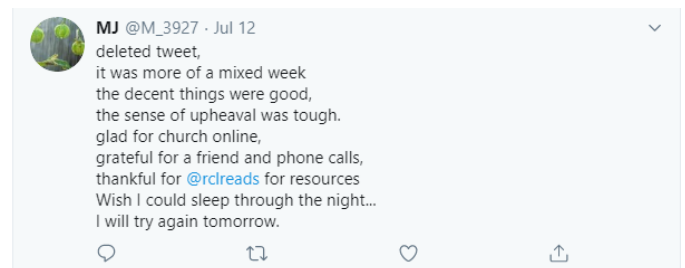 MJ @M_3927 · Jul 12
deleted tweet,
it was more of a mixed week
the decent things were good,
the sense of upheaval was tough.
glad for church online,
grateful for a friend and phone calls,
thankful for @rclreads for resources
Wish I could sleep through the night...
I will try again tomorrow.